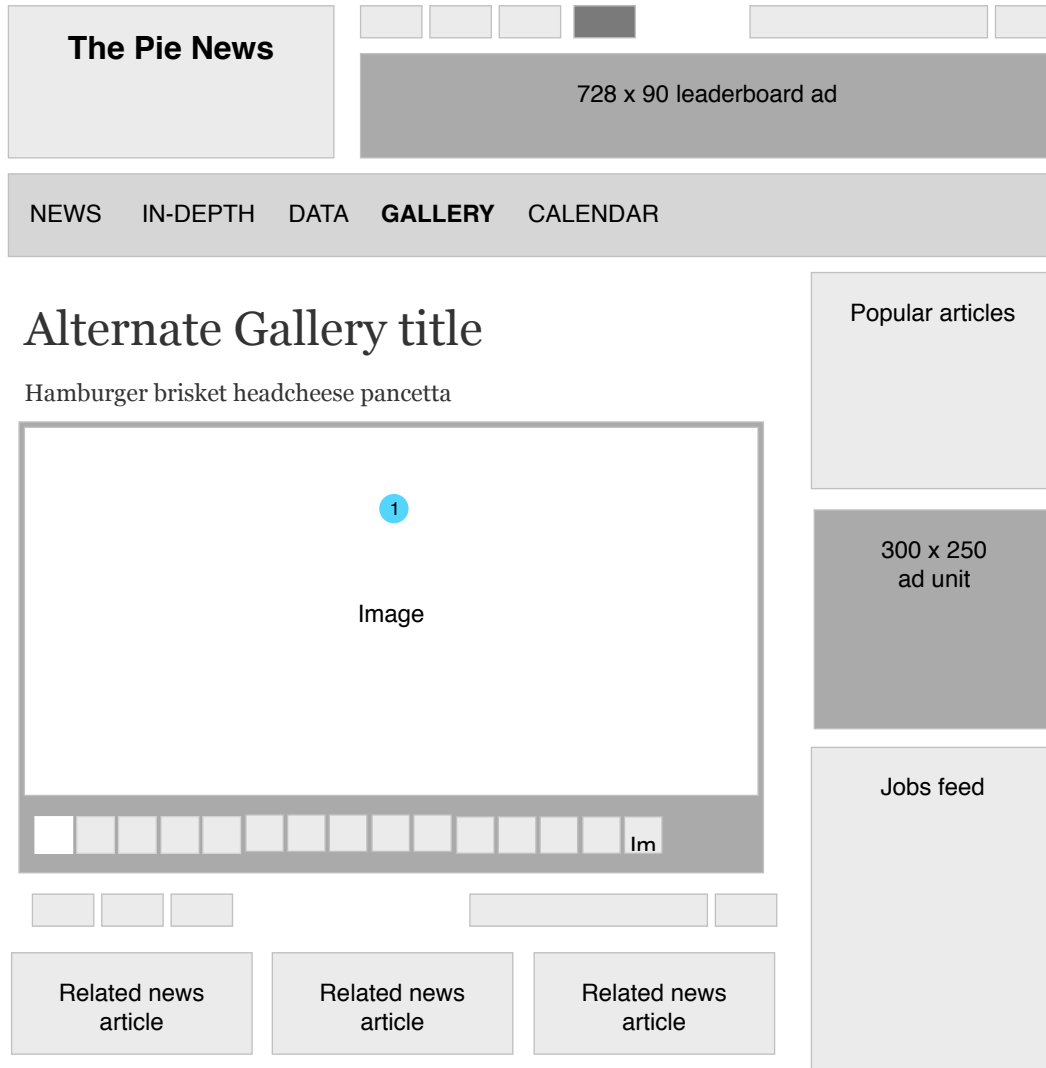 The Pie News
728 x 90 leaderboard ad
NEWS IN-DEPTH DATA GALLERY CALENDAR
Alternate Gallery title
Hamburger brisket headcheese pancetta
1
Image
Im
Popular articles
300 x 250
ad unit
Jobs feed
Related news
article
Related news
article
Related news
article